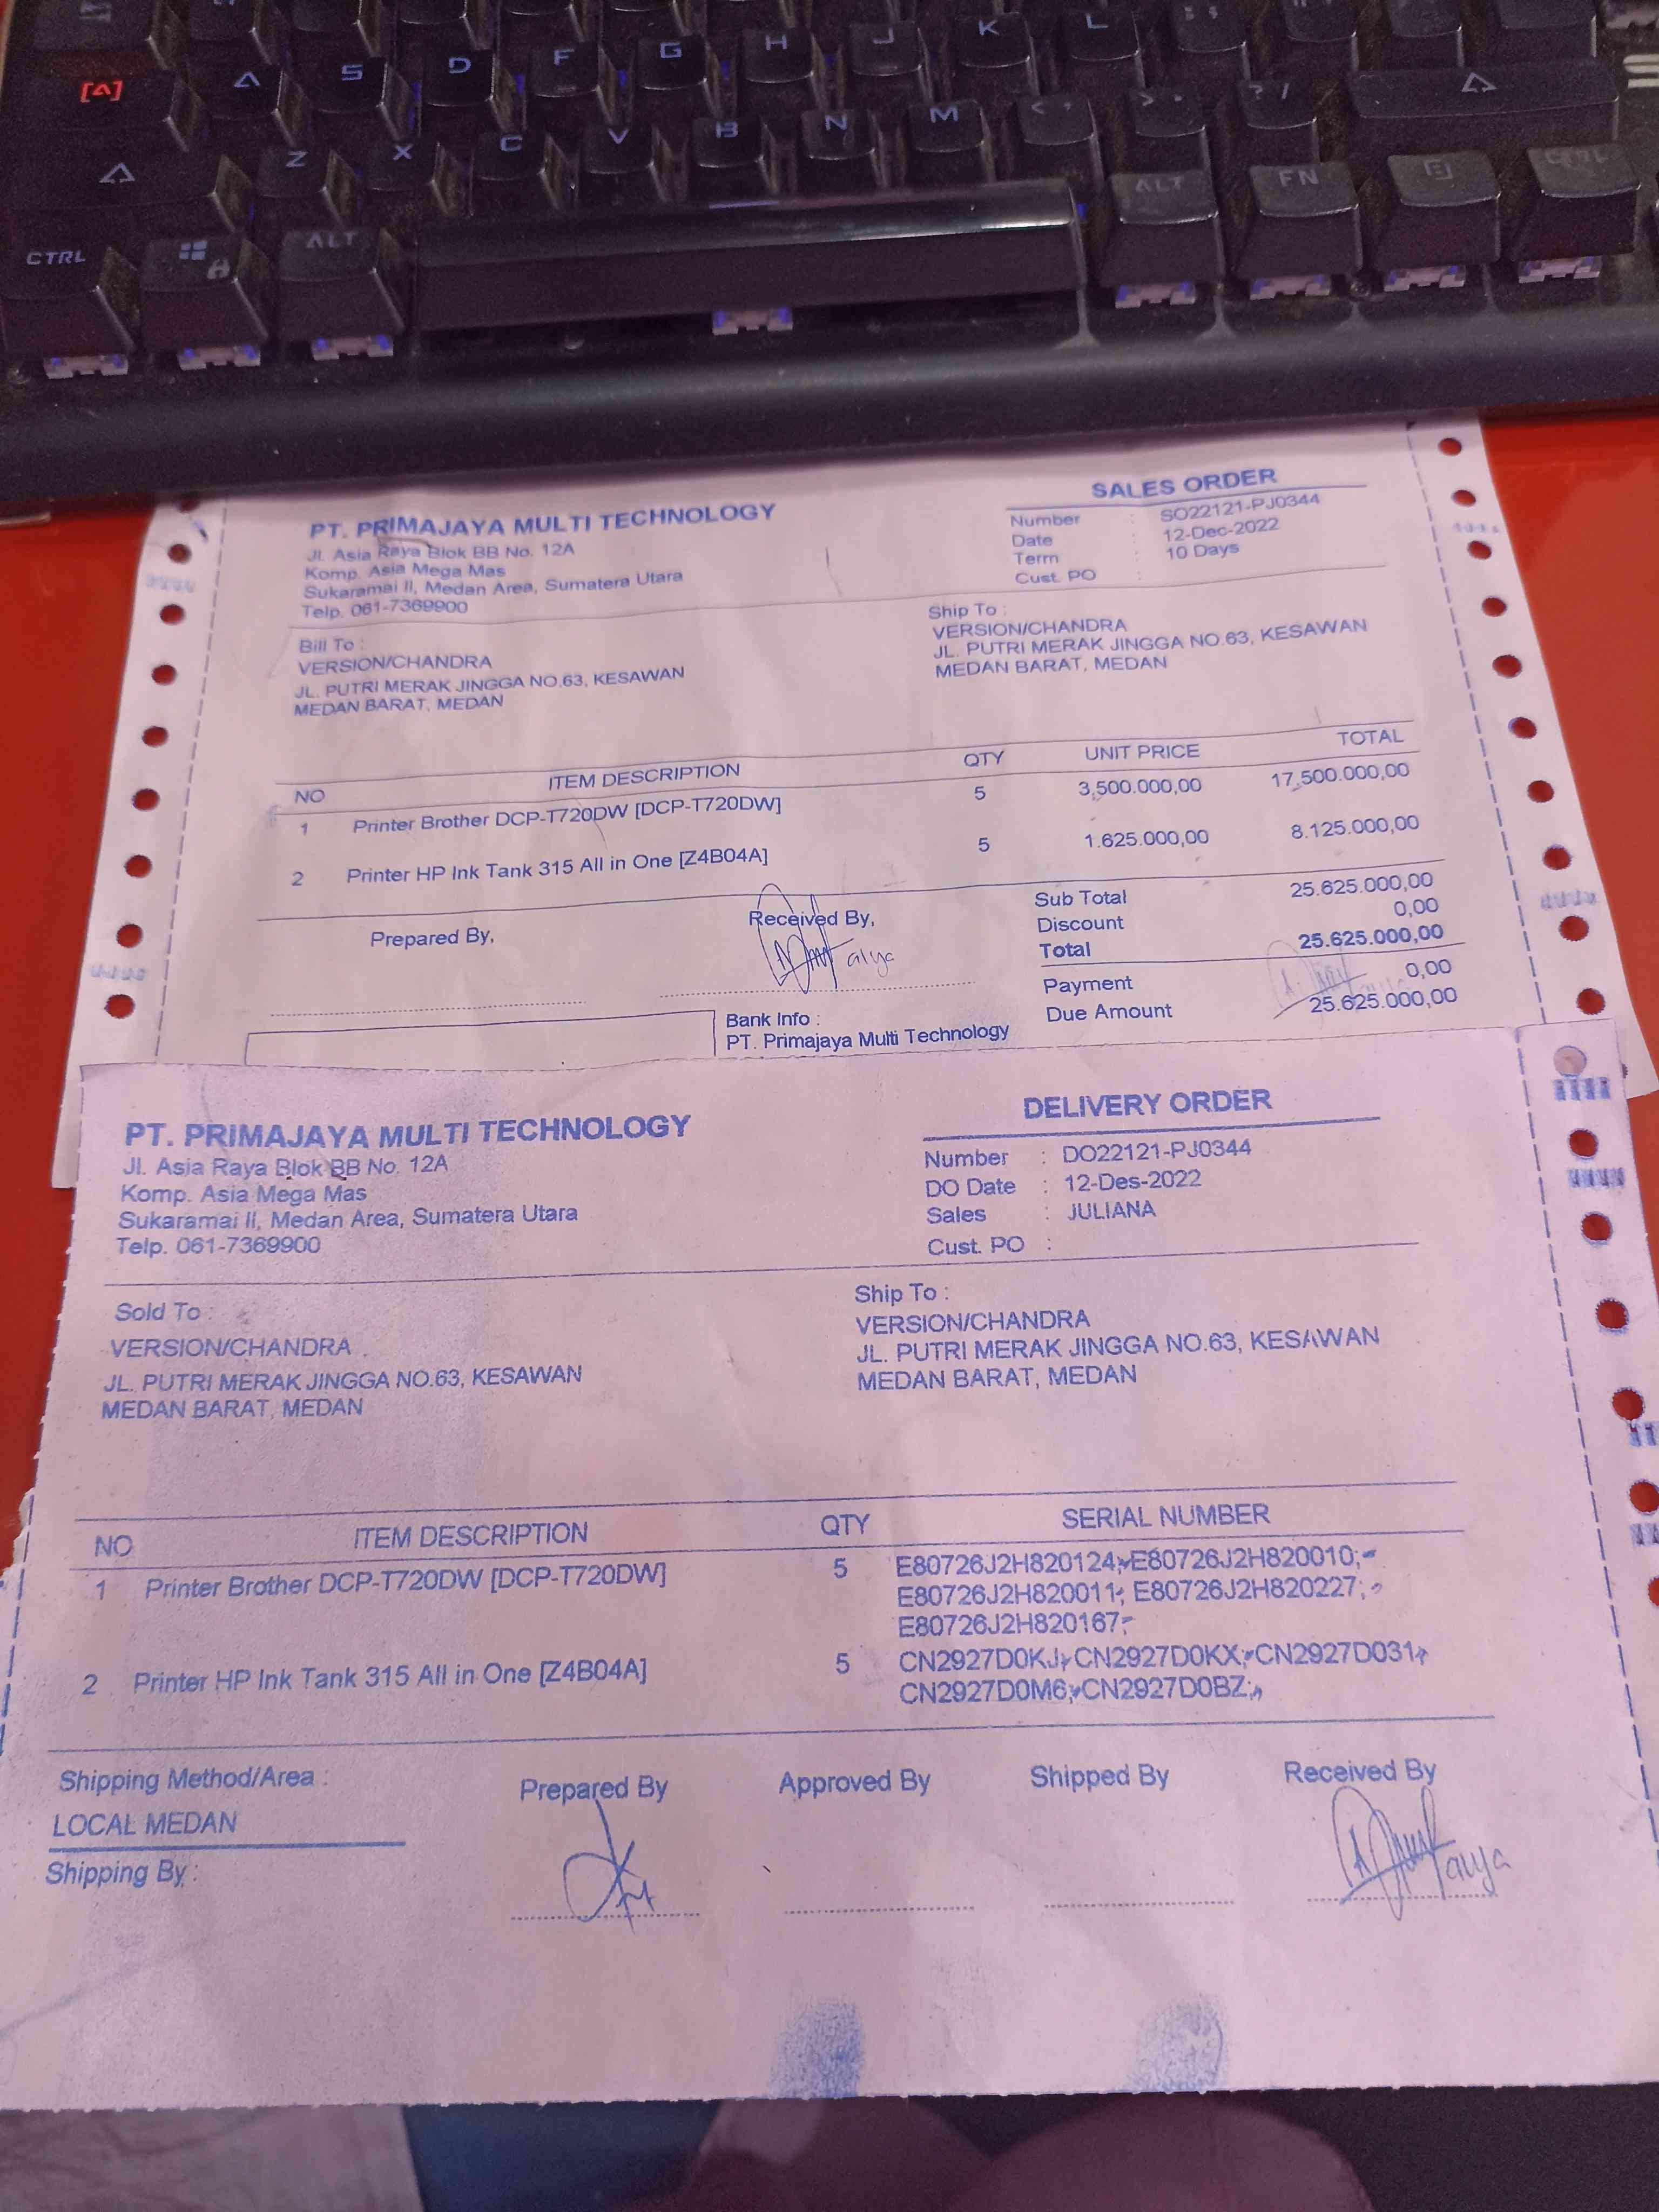 [A] A S D F G H J K L
Z X C V B N M < , > . ? /
CTRL ALT ALT FN CTRL
SALES ORDER
PT. PRIMAJAYA MULTI TECHNOLOGY
Jl. Asia Raya Blok BB No. 12A
Komp. Asia Mega Mas
Sukaramai II, Medan Area, Sumatera Utara
Telp. 061-7369900
Number : SO22121-PJ0344
Date : 12-Dec-2022
Term : 10 Days
Cust. PO :
Bill To :
VERSION/CHANDRA
JL. PUTRI MERAK JINGGA NO.63, KESAWAN
MEDAN BARAT, MEDAN
Ship To :
VERSION/CHANDRA
JL. PUTRI MERAK JINGGA NO.63, KESAWAN
MEDAN BARAT, MEDAN
NO ITEM DESCRIPTION QTY UNIT PRICE TOTAL
1 Printer Brother DCP-T720DW [DCP-T720DW] 5 3,500.000,00 17,500.000,00
2 Printer HP Ink Tank 315 All in One [Z4B04A] 5 1.625.000,00 8.125.000,00
Sub Total 25.625.000,00
Discount 0,00
Total 25.625.000,00
Payment 0,00
Due Amount 25.625.000,00
Prepared By,
Received By,
Bank Info :
PT. Primajaya Multi Technology
DELIVERY ORDER
PT. PRIMAJAYA MULTI TECHNOLOGY
Jl. Asia Raya Blok BB No. 12A
Komp. Asia Mega Mas
Sukaramai II, Medan Area, Sumatera Utara
Telp. 061-7369900
Number : DO22121-PJ0344
DO Date : 12-Des-2022
Sales : JULIANA
Cust. PO :
Sold To :
VERSION/CHANDRA
JL. PUTRI MERAK JINGGA NO.63, KESAWAN
MEDAN BARAT, MEDAN
Ship To :
VERSION/CHANDRA
JL. PUTRI MERAK JINGGA NO.63, KESAWAN
MEDAN BARAT, MEDAN
NO ITEM DESCRIPTION QTY SERIAL NUMBER
1 Printer Brother DCP-T720DW [DCP-T720DW] 5 E80726J2H820124; E80726J2H820010;
E80726J2H820011; E80726J2H820227;
E80726J2H820167;
2 Printer HP Ink Tank 315 All in One [Z4B04A] 5 CN2927D0KJ; CN2927D0KX; CN2927D031;
CN2927D0M6; CN2927D0BZ;
Shipping Method/Area :
LOCAL MEDAN
Shipping By :
Prepared By
Approved By
Shipped By
Received By